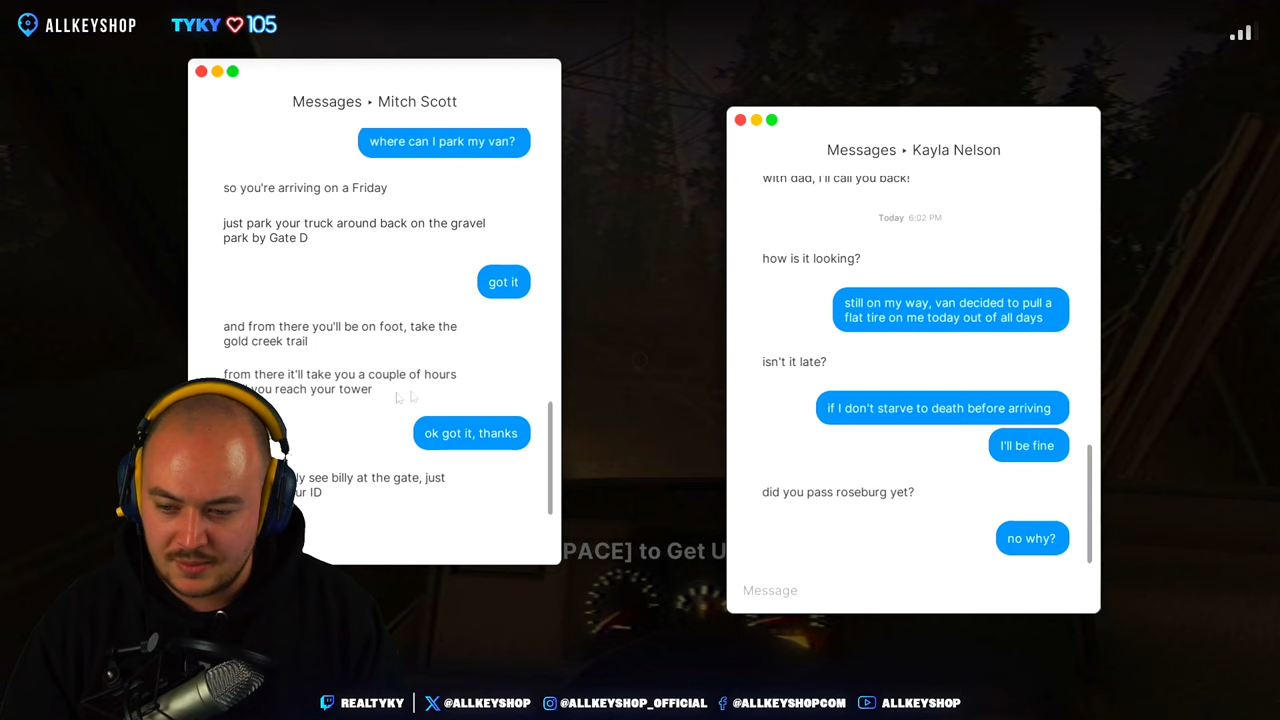 ALLKEYSHOP
TYKY 105
Messages ▸ Mitch Scott
where can I park my van?
so you're arriving on a Friday
just park your truck around back on the gravel
park by Gate D
got it
and from there you'll be on foot, take the
gold creek trail
from there it'll take you a couple of hours
you reach your tower
ok got it, thanks
see billy at the gate, just
ID
Messages ▸ Kayla Nelson
with dad, I'll call you back!
Today 6:02 PM
how is it looking?
still on my way, van decided to pull a
flat tire on me today out of all days
isn't it late?
if I don't starve to death before arriving
I'll be fine
did you pass roseburg yet?
no why?
Message
PACE] to Get U
REALTYKY @ALLKEYSHOP @ALLKEYSHOP_OFFICIAL @ALLKEYSHOPCOM ALLKEYSHOP